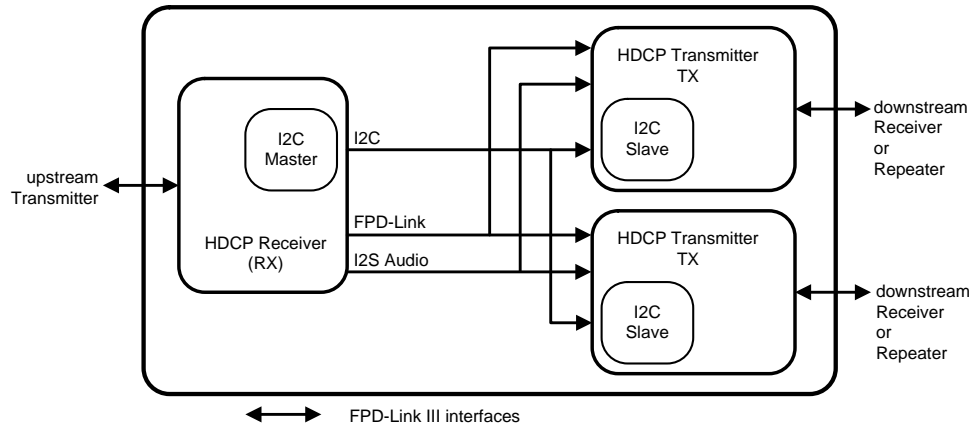 HDCP Transmitter
TX
I2C
Slave
downstream
Receiver
or
Repeater
I2C
Master
I2C
upstream
Transmitter
HDCP Receiver
(RX)
FPD-Link
I2S Audio
HDCP Transmitter
TX
I2C
Slave
downstream
Receiver
or
Repeater
FPD-Link III interfaces